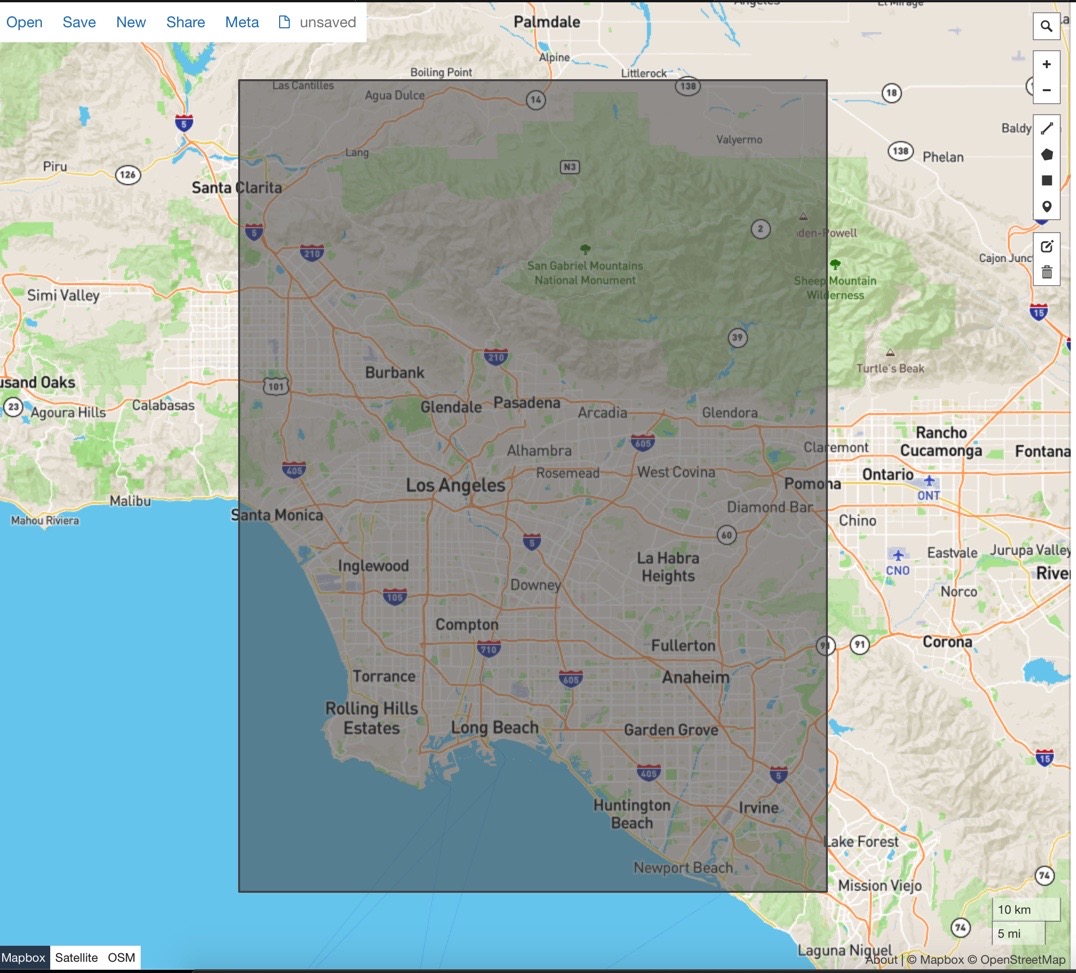 Angeles
El Mirage
Open Save New Share Meta unsaved
Palmdale
Alpine
Boiling Point
Littlerock
Las Cantilles
138
Agua Dulce
14
18
5
Baldy
Lang
Valyermo
138
Phelan
Piru
126
N3
Santa Clarita
5
2
den-Powell
210
Cajon Junc
San Gabriel Mountains
National Monument
Sheep Mountain
Wilderness
Simi Valley
15
39
210
Turtle's Beak
Burbank
usand Oaks
101
23
Agoura Hills
Calabasas
Glendale
Pasadena
Arcadia
Glendora
Rancho
Cucamonga
605
Claremont
Alhambra
Fontana
405
Rosemead
West Covina
Ontario
Los Angeles
Pomona
ONT
Malibu
Diamond Bar
Santa Monica
Mahou Riviera
Chino
60
5
Eastvale
Jurupa Valley
Inglewood
La Habra
Heights
CNO
River
Downey
Norco
105
Compton
Fullerton
91
91
Corona
710
Torrance
605
Anaheim
Rolling Hills
Estates
Long Beach
Garden Grove
15
405
5
Huntington
Beach
Irvine
Lake Forest
Newport Beach
74
Mission Viejo
10 km
74
5 mi
Laguna Niguel
Mapbox Satellite OSM
About | © Mapbox © OpenStreetMap